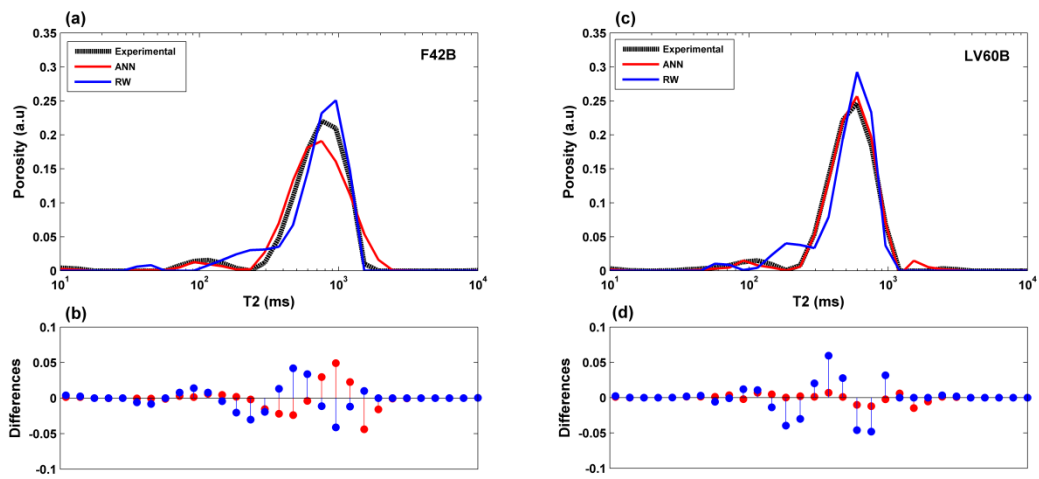 (a)
F42B
Experimental
ANN
RW
Porosity (a.u)
0.35
0.3
0.25
0.2
0.15
0.1
0.05
0
10^1
10^2
10^3
10^4
T2 (ms)
(b)
Differences
0.1
0.05
0
-0.05
-0.1
(c)
LV60B
Experimental
ANN
RW
Porosity (a.u)
0.35
0.3
0.25
0.2
0.15
0.1
0.05
0
10^1
10^2
10^3
10^4
T2 (ms)
(d)
Differences
0.1
0.05
0
-0.05
-0.1